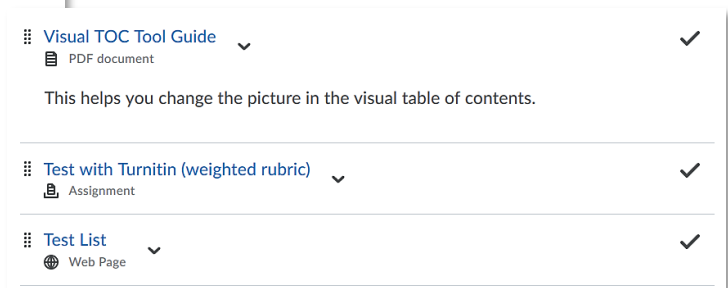 Visual TOC Tool Guide
PDF document
This helps you change the picture in the visual table of contents.
Test with Turnitin (weighted rubric)
Assignment
Test List
Web Page